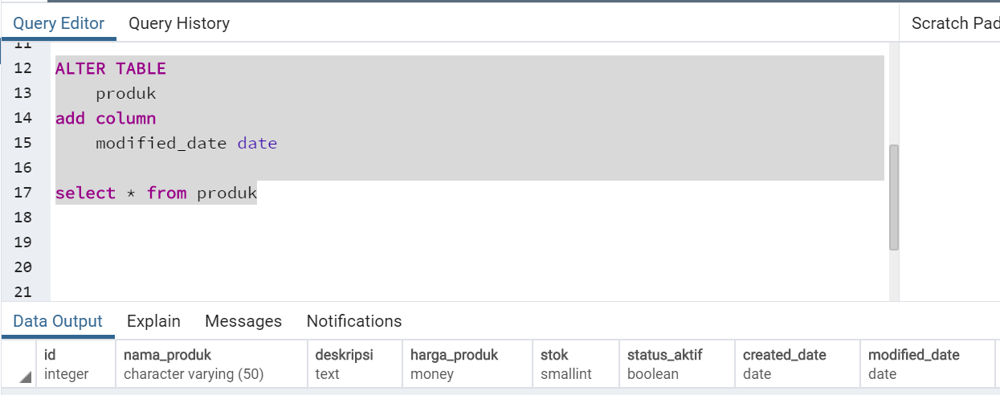 Query Editor Query History Scratch Pad
11
12 ALTER TABLE
13 produk
14 add column
15 modified_date date
16
17 select * from produk
18
19
20
21
Data Output Explain Messages Notifications
id nama_produk deskripsi harga_produk stok status_aktif created_date modified_date
integer character varying (50) text money smallint boolean date date